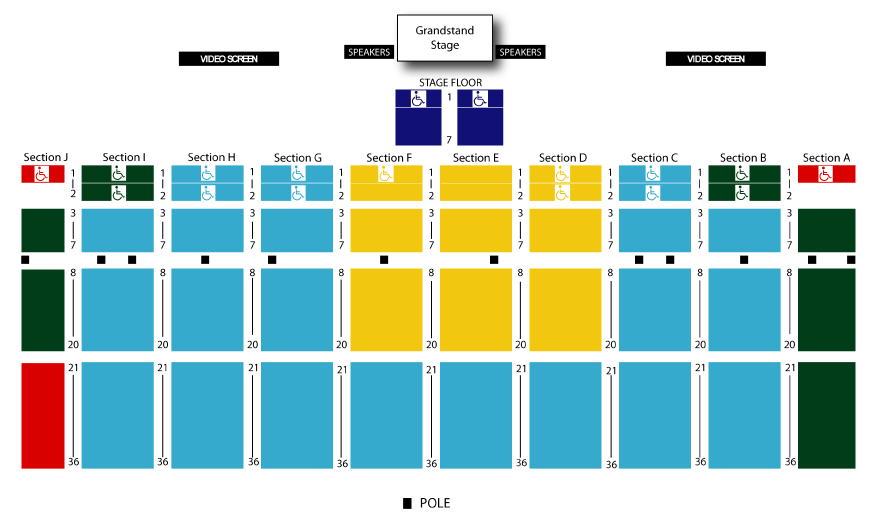 Grandstand
Stage
SPEAKERS SPEAKERS
VIDEO SCREEN VIDEO SCREEN
STAGE FLOOR
1
7
Section J Section I Section H Section G Section F Section E Section D Section C Section B Section A
1 1 1 1 1 1 1 1 1
2 2 2 2 2 2 2 2 2
3 3 3 3 3 3 3 3 3
7 7 7 7 7 7 7 7 7
8 8 8 8 8 8 8 8 8
20 20 20 20 20 20 20 20 20
21 21 21 21 21 21 21 21 21
36 36 36 36 36 36 36 36 36
POLE